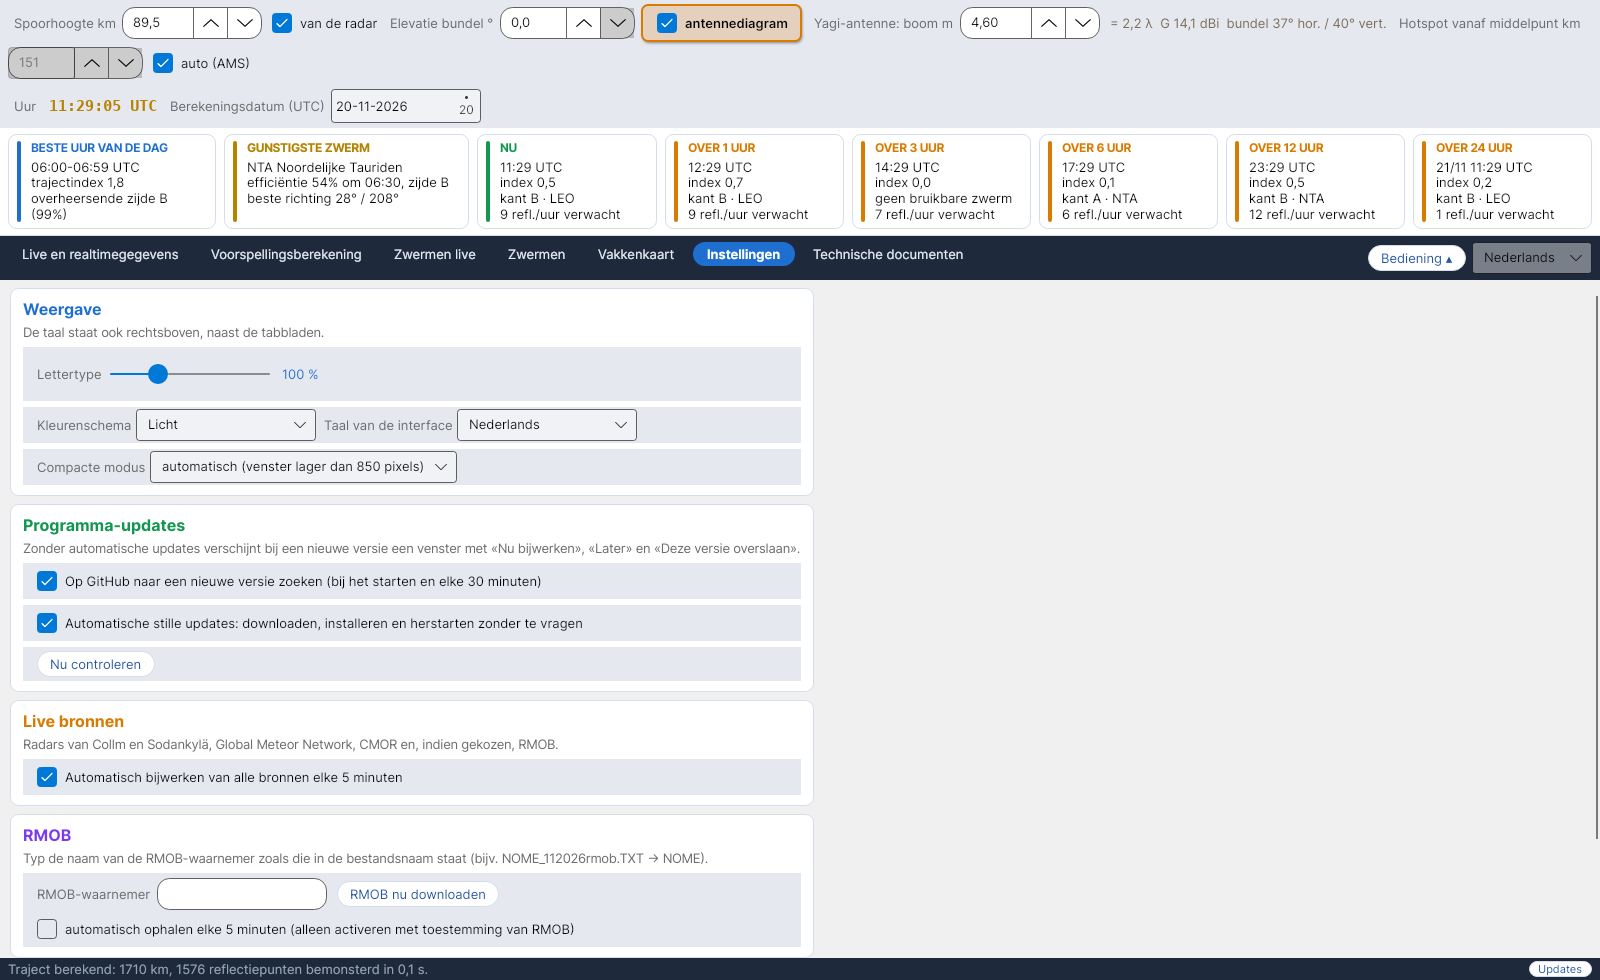 Spoorhoogte km 89,5 van de radar Elevatie bundel ° 0,0 antennediagram Yagi-antenne: boom m 4,60 = 2,2 λ G 14,1 dBi bundel 37° hor. / 40° vert. Hotspot vanaf middelpunt km
151 auto (AMS)
Uur 11:29:05 UTC Berekeningsdatum (UTC) 20-11-2026 20
BESTE UUR VAN DE DAG
06:00-06:59 UTC
trajectindex 1,8
overheersende zijde B
(99%)
GUNSTIGSTE ZWERM
NTA Noordelijke Tauriden
efficiëntie 54% om 06:30, zijde B
beste richting 28° / 208°
NU
11:29 UTC
index 0,5
kant B · LEO
9 refl./uur verwacht
OVER 1 UUR
12:29 UTC
index 0,7
kant B · LEO
9 refl./uur verwacht
OVER 3 UUR
14:29 UTC
index 0,0
geen bruikbare zwerm
7 refl./uur verwacht
OVER 6 UUR
17:29 UTC
index 0,1
kant A · NTA
6 refl./uur verwacht
OVER 12 UUR
23:29 UTC
index 0,5
kant B · NTA
12 refl./uur verwacht
OVER 24 UUR
21/11 11:29 UTC
index 0,2
kant B · LEO
1 refl./uur verwacht
Live en realtimegegevens Voorspellingsberekening Zwermen live Zwermen Vakkenkaart Instellingen Technische documenten Bediening ▴ Nederlands
Weergave
De taal staat ook rechtsboven, naast de tabbladen.
Lettertype 100 %
Kleurenschema Licht Taal van de interface Nederlands
Compacte modus automatisch (venster lager dan 850 pixels)
Programma-updates
Zonder automatische updates verschijnt bij een nieuwe versie een venster met «Nu bijwerken», «Later» en «Deze versie overslaan».
Op GitHub naar een nieuwe versie zoeken (bij het starten en elke 30 minuten)
Automatische stille updates: downloaden, installeren en herstarten zonder te vragen
Nu controleren
Live bronnen
Radars van Collm en Sodankylä, Global Meteor Network, CMOR en, indien gekozen, RMOB.
Automatisch bijwerken van alle bronnen elke 5 minuten
RMOB
Typ de naam van de RMOB-waarnemer zoals die in de bestandsnaam staat (bijv. NOME_112026rmob.TXT → NOME).
RMOB-waarnemer RMOB nu downloaden
automatisch ophalen elke 5 minuten (alleen activeren met toestemming van RMOB)
Traject berekend: 1710 km, 1576 reflectiepunten bemonsterd in 0,1 s. Updates